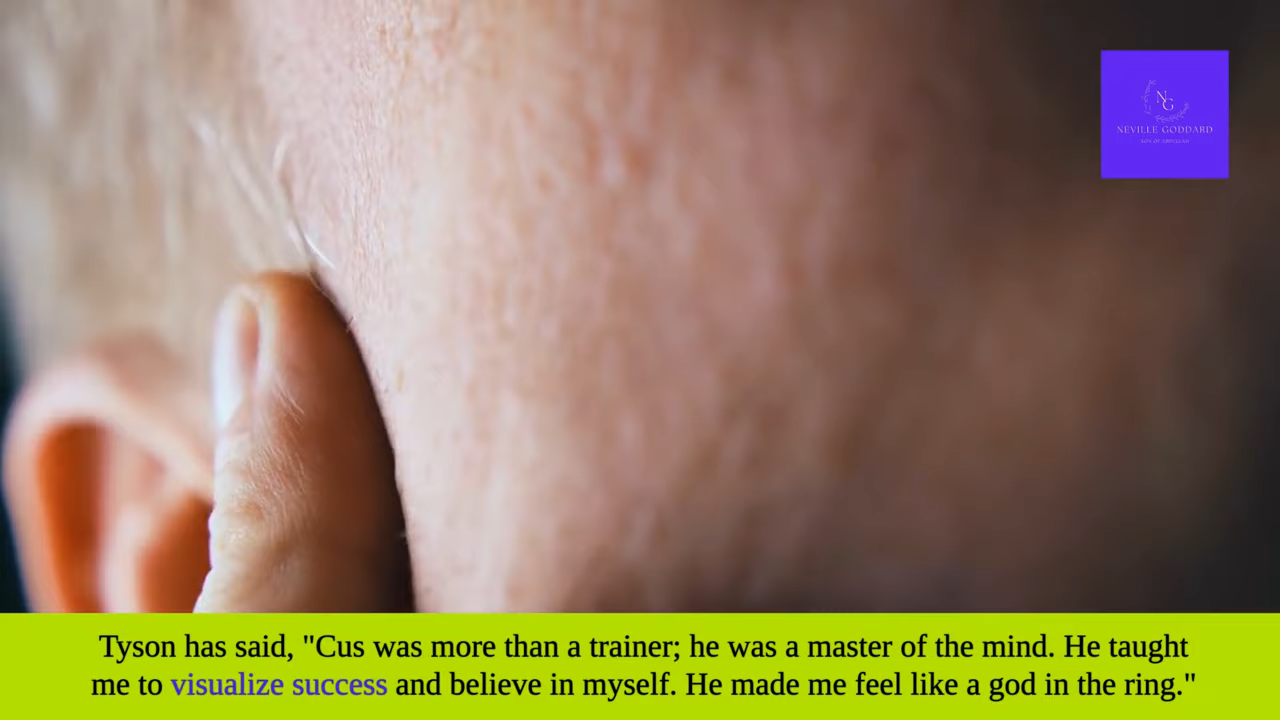 NG
NEVILLE GODDARD
Tyson has said, "Cus was more than a trainer; he was a master of the mind. He taught
me to visualize success and believe in myself. He made me feel like a god in the ring."